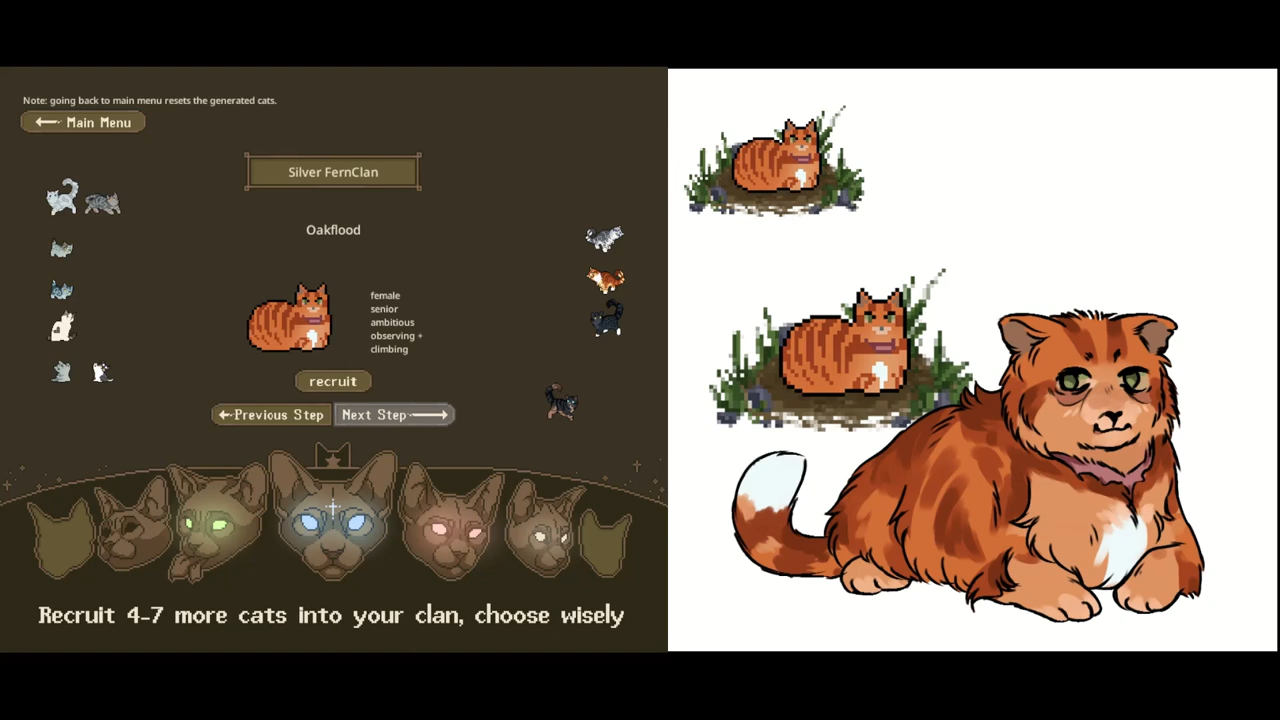 Note: going back to main menu resets the generated cats.
Main Menu
Silver FernClan
Oakflood
female
senior
ambitious
observing +
climbing
recruit
Previous Step
Next Step
Recruit 4-7 more cats into your clan, choose wisely